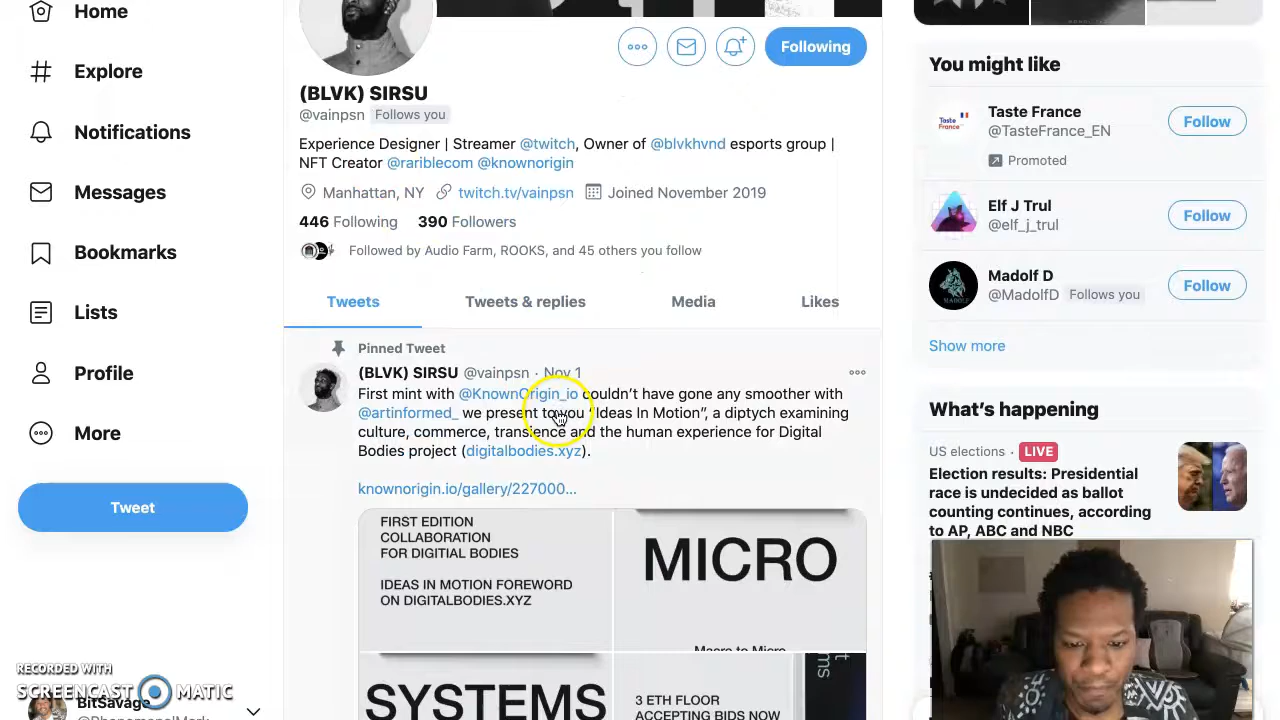 Home
Explore
Notifications
Messages
Bookmarks
Lists
Profile
More
Tweet
RECORDED WITH
SCREENCAST MATIC
BitSavage
Following
(BLVK) SIRSU
@vainpsn Follows you
Experience Designer | Streamer @twitch, Owner of @blvkhvnd esports group |
NFT Creator @rariblecom @knownorigin
Manhattan, NY twitch.tv/vainpsn Joined November 2019
446 Following 390 Followers
Followed by Audio Farm, ROOKS, and 45 others you follow
Tweets Tweets & replies Media Likes
Pinned Tweet
(BLVK) SIRSU @vainpsn · Nov 1
First mint with @KnownOrigin_io couldn't have gone any smoother with
@artinformed_ we present to you "Ideas In Motion", a diptych examining
culture, commerce, and the human experience for Digital
Bodies project (digitalbodies.xyz).
knownorigin.io/gallery/227000...
FIRST EDITION
COLLABORATION
FOR DIGITIAL BODIES
IDEAS IN MOTION FOREWORD
ON DIGITALBODIES.XYZ
MICRO
Macro to Micro
SYSTEMS
3 ETH FLOOR
ACCEPTING BIDS NOW
You might like
Taste France
@TasteFrance_EN
Follow
Promoted
Elf J Trul
@elf_j_trul
Follow
Madolf D
@MadolfD Follows you
Follow
Show more
What's happening
US elections · LIVE
Election results: Presidential
race is undecided as ballot
counting continues, according
to AP, ABC and NBC